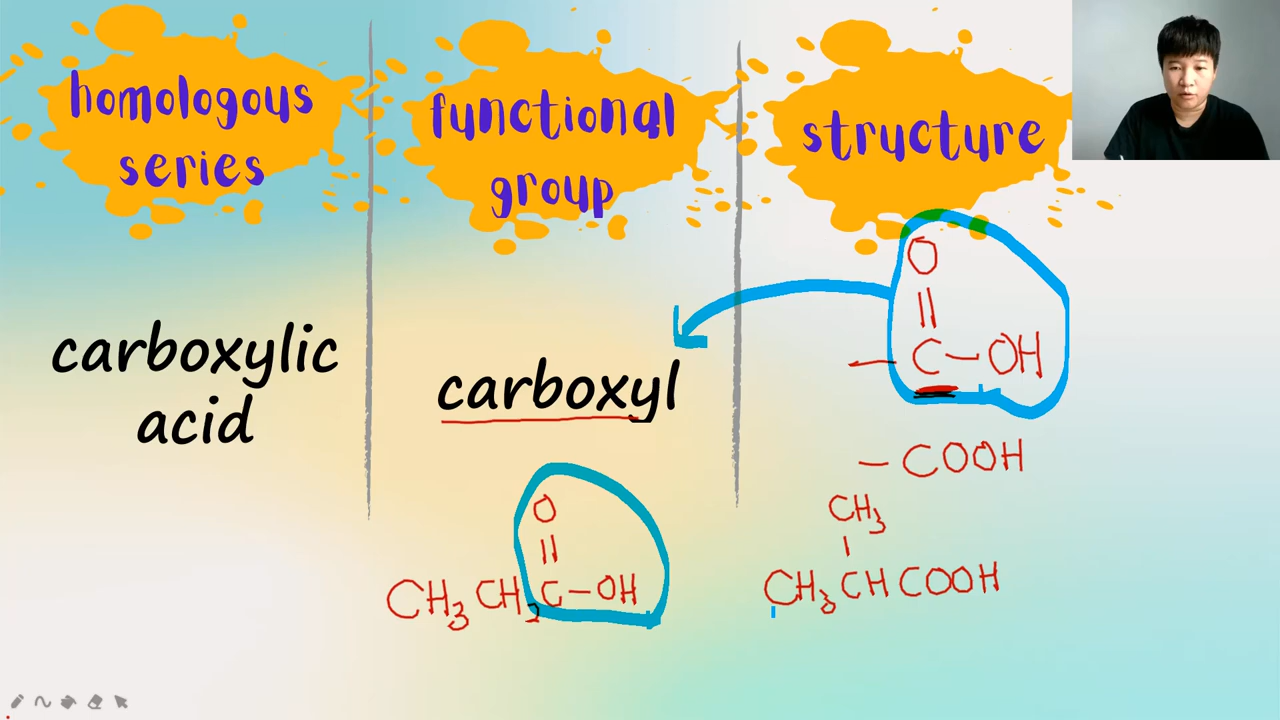 homologous
series
functional
group
structure
carboxylic
acid
carboxyl
O
||
— C — OH
— COOH
CH₃
|
CH₃ CH COOH
O
||
CH₃ CH₂ C — OH